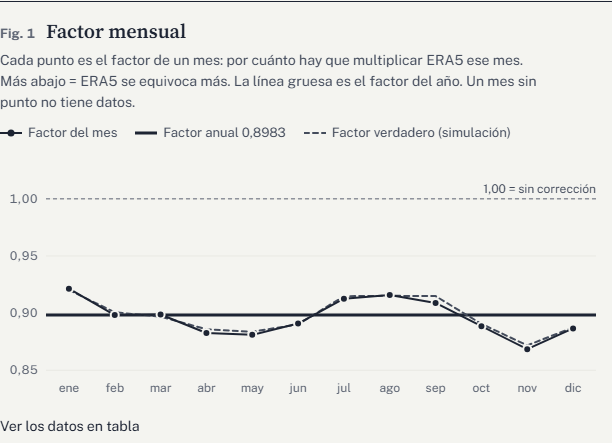 Fig. 1 Factor mensual
Cada punto es el factor de un mes: por cuánto hay que multiplicar ERA5 ese mes.
Más abajo = ERA5 se equivoca más. La línea gruesa es el factor del año. Un mes sin
punto no tiene datos.
Factor del mes Factor anual 0,8983 Factor verdadero (simulación)
1,00 = sin corrección
1,00
0,95
0,90
0,85
ene feb mar abr may jun jul ago sep oct nov dic
Ver los datos en tabla